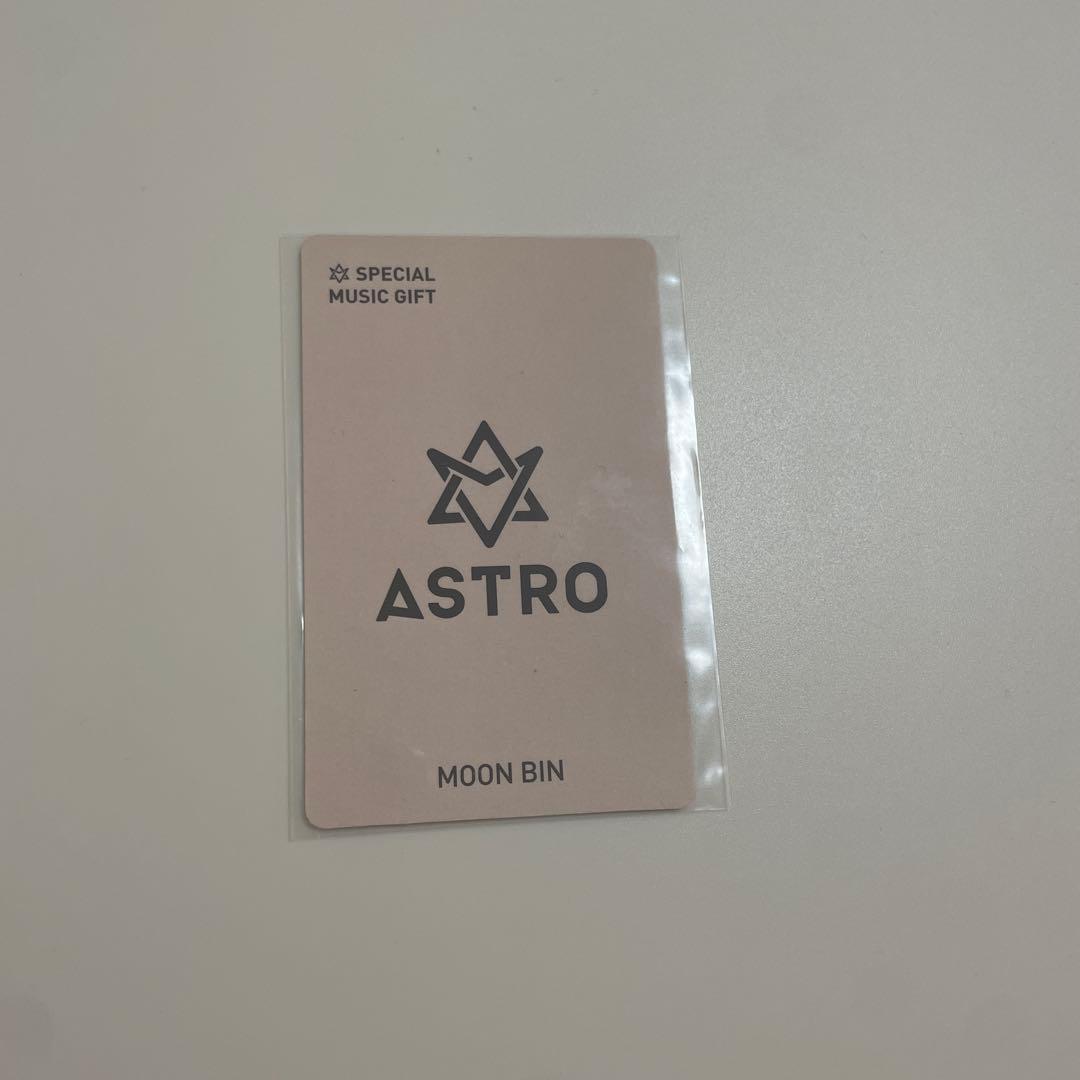 SPECIAL
MUSIC GIFT
ASTRO
MOON BIN